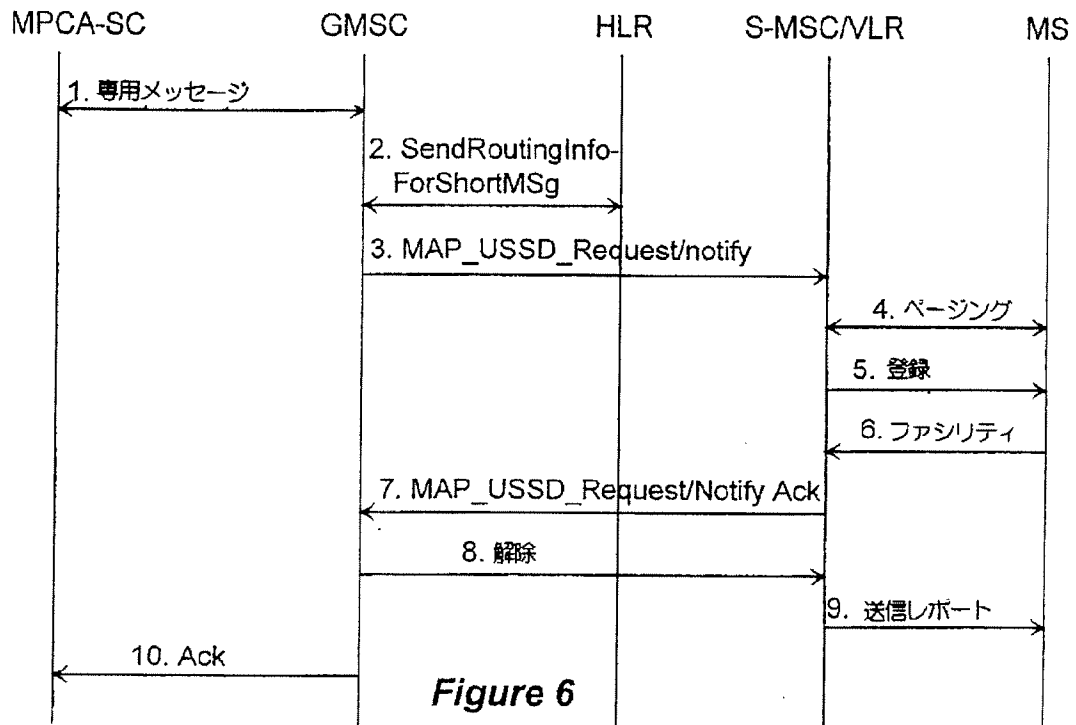 MPCA-SC GMSC HLR S-MSC/VLR MS
1. 専用メッセージ
2. SendRoutingInfo-
ForShortMSg
3. MAP_USSD_Request/notify
4. ページング
5. 登録
6. ファシリティ
7. MAP_USSD_Request/Notify Ack
8. 解除
9. 送信レポート
10. Ack
Figure 6